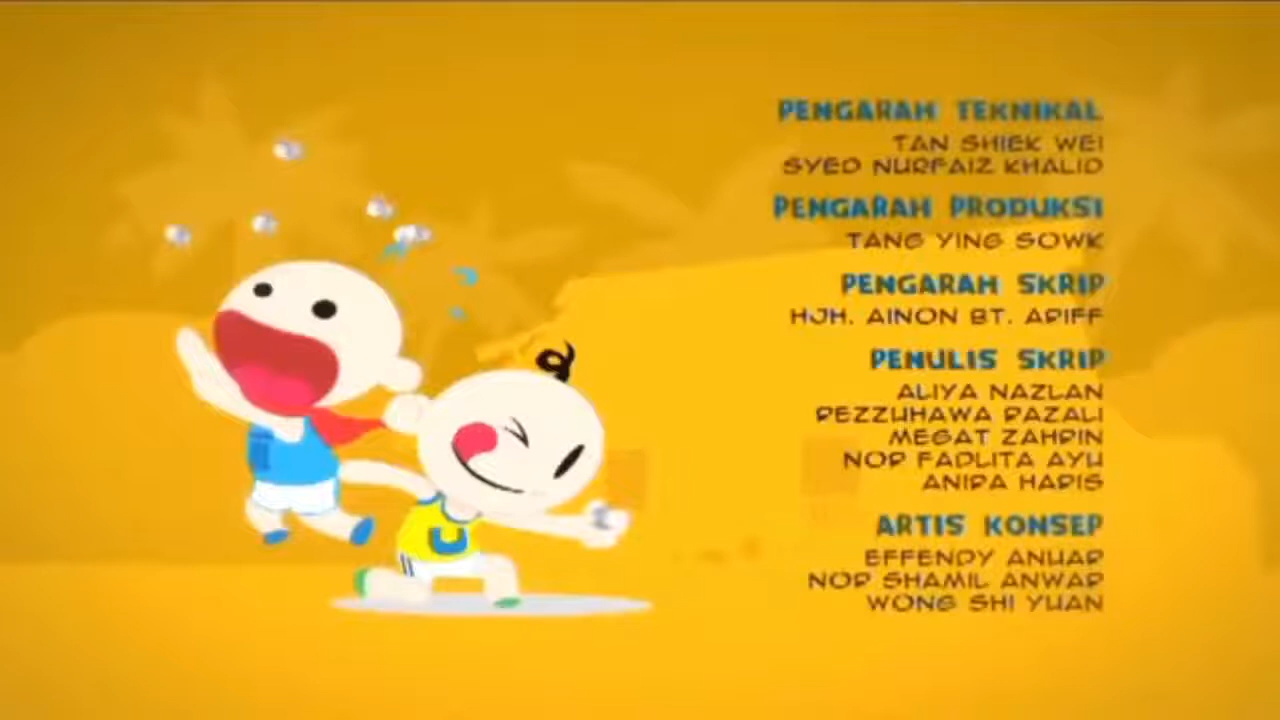 PENGARAH TEKNIKAL
TAN SHIEK WEI
SYED NURFAIZ KHALID
PENGARAH PRODUKSI
TANG YING SOWK
PENGARAH SKRIP
HJH. AINON BT. ARIFF
PENULIS SKRIP
ALIYA NAZLAN
REZZUHAWA RAZALI
MEGAT ZAHRIN
NOR FADLITA AYU
ANIRA HARIS
ARTIS KONSEP
EFFENDY ANUAR
NOR SHAMIL ANWAR
WONG SHI YUAN
U